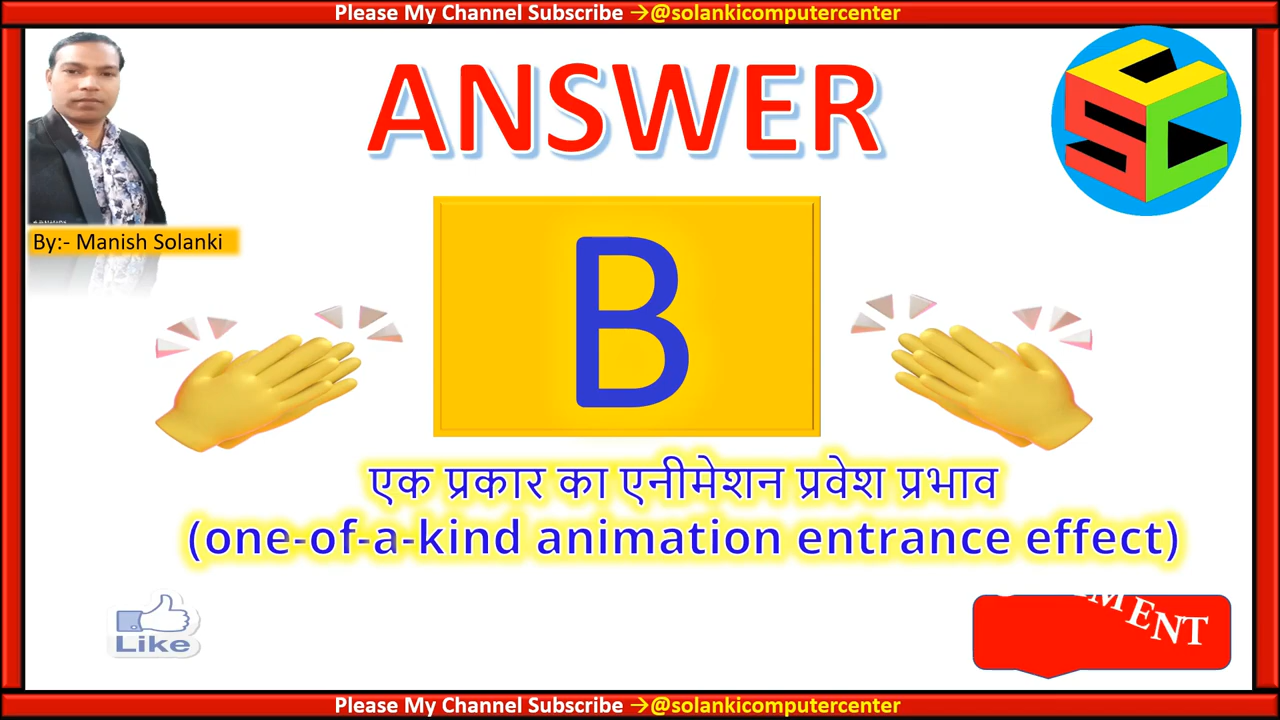 Please My Channel Subscribe →@solankicomputercenter
ANSWER
By:- Manish Solanki
B
एक प्रकार का एनीमेशन प्रवेश प्रभाव
(one-of-a-kind animation entrance effect)
Like
Please My Channel Subscribe →@solankicomputercenter